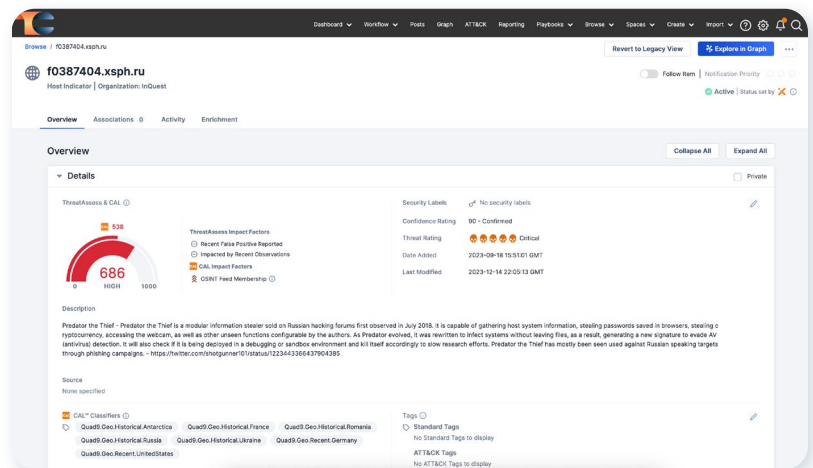 Dashboard Workflow Posts Graph ATT&CK Reporting Playbooks Browse Spaces Create Import
Browse / f0387404.xsph.ru
Revert to Legacy View
Explore in Graph
f0387404.xsph.ru
Host Indicator | Organization: InQuest
Follow Item | Notification Priority
Active | Status set by
Overview Associations 0 Activity Enrichment
Overview
Collapse All
Expand All
Details
Private
ThreatAssess & CAL
CAL 538
686
0 HIGH 1000
ThreatAssess Impact Factors
Recent False Positive Reported
Impacted by Recent Observations
CAL Impact Factors
OSINT Feed Membership
Security Labels No security labels
Confidence Rating 90 - Confirmed
Threat Rating Critical
Date Added 2023-09-18 15:51:01 GMT
Last Modified 2023-12-14 22:05:13 GMT
Description
Predator the Thief - Predator the Thief is a modular information stealer sold on Russian hacking forums first observed in July 2018. It is capable of gathering host system information, stealing passwords saved in browsers, stealing c
ryptocurrency, accessing the webcam, as well as other unseen functions configurable by the authors. As Predator evolved, it was rewritten to infect systems without leaving files, as a result, generating a new signature to evade AV
(antivirus) detection. It will also check if it is being deployed in a debugging or sandbox environment and kill itself accordingly to slow research efforts. Predator the Thief has mostly been seen used against Russian speaking targets
through phishing campaigns. - https://twitter.com/shotgunner101/status/1223443366437904385
Source
None specified
CAL™ Classifiers
Quad9.Geo.Historical.Antarctica Quad9.Geo.Historical.France Quad9.Geo.Historical.Romania
Quad9.Geo.Historical.Russia Quad9.Geo.Historical.Ukraine Quad9.Geo.Recent.Germany
Quad9.Geo.Recent.UnitedStates
Tags
Standard Tags
No Standard Tags to display
ATT&CK Tags
No ATT&CK Tags to display